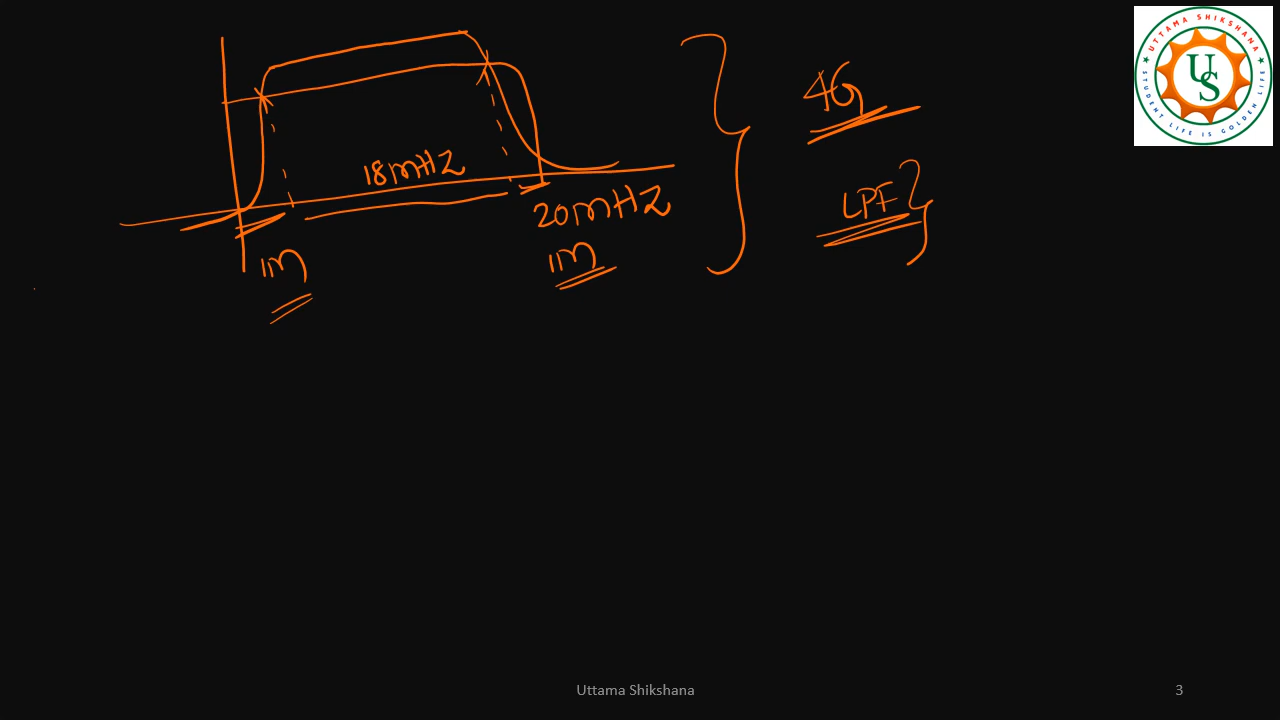 18MHZ
20MHZ
1M
1M
4G
LPF
UTTAMA SHIKSHANA
US
STUDENT LIFE IS GOLDEN LIFE
Uttama Shikshana
3